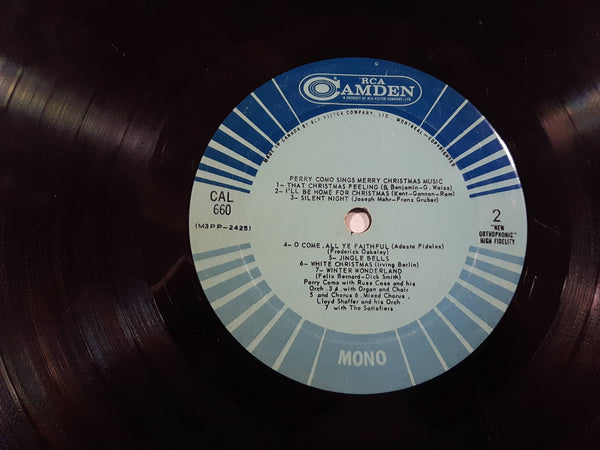 RCA
CAMDEN
A PRODUCT OF RCA VICTOR COMPANY, LTD.
MADE IN CANADA BY RCA VICTOR COMPANY, LTD. MONTREAL-COPYRIGHTED
PERRY COMO SINGS MERRY CHRISTMAS MUSIC
1- THAT CHRISTMAS FEELING (B. Benjamin-G. Weiss)
2- I'LL BE HOME FOR CHRISTMAS (Kent-Gannon-Ram)
3- SILENT NIGHT (Joseph Mohr-Franz Gruber)
CAL
660
(M3PP-2425)
2
"NEW
ORTHOPHONIC"
HIGH FIDELITY
4- O COME, ALL YE FAITHFUL (Adeste Fideles)
(Frederick Oakeley)
5- JINGLE BELLS
6- WHITE CHRISTMAS (Irving Berlin)
7- WINTER WONDERLAND
(Felix Bernard-Dick Smith)
Perry Como with Russ Case and his
Orch. 3 4 with Organ and Choir
5 and Chorus 6. Mixed Chorus,
Lloyd Shaffer and his Orch.
7 with The Satisfiers
MONO